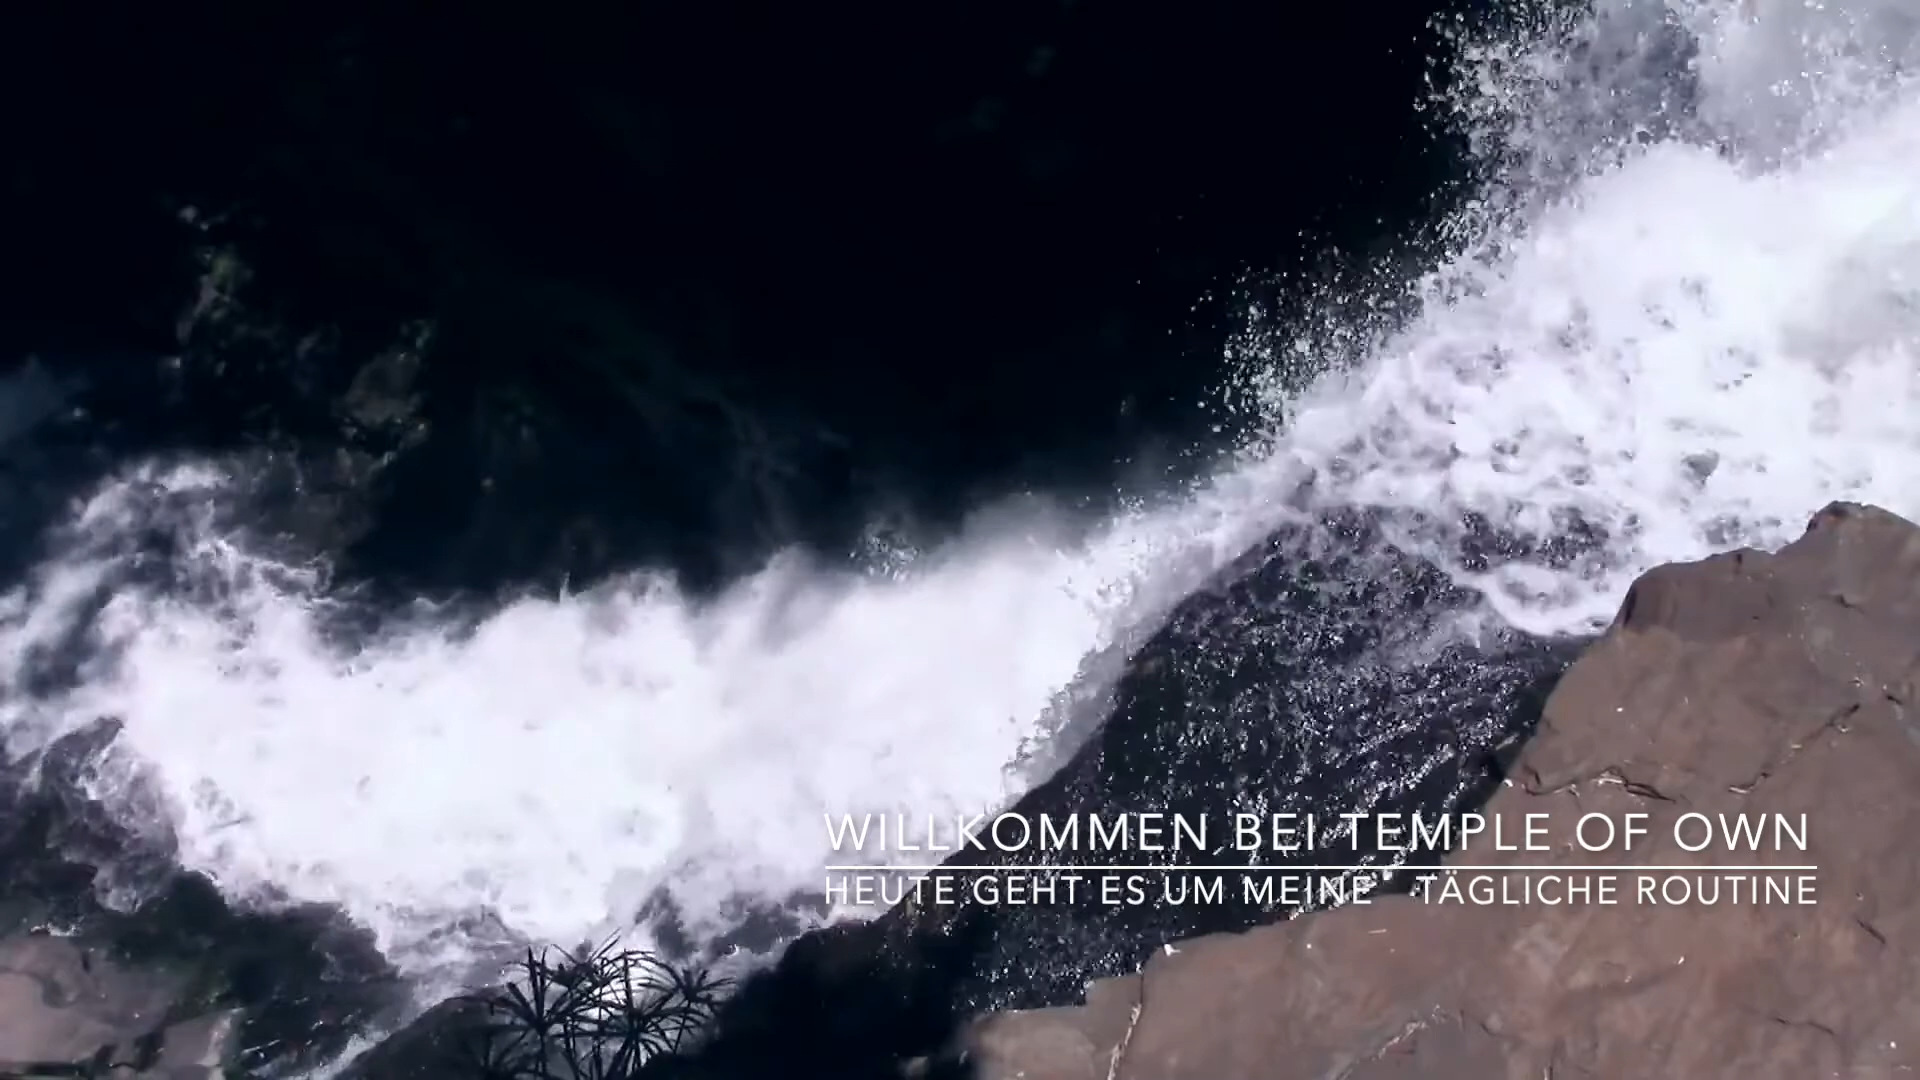 WILLKOMMEN BEI TEMPLE OF OWN
HEUTE GEHT ES UM MEINE TÄGLICHE ROUTINE